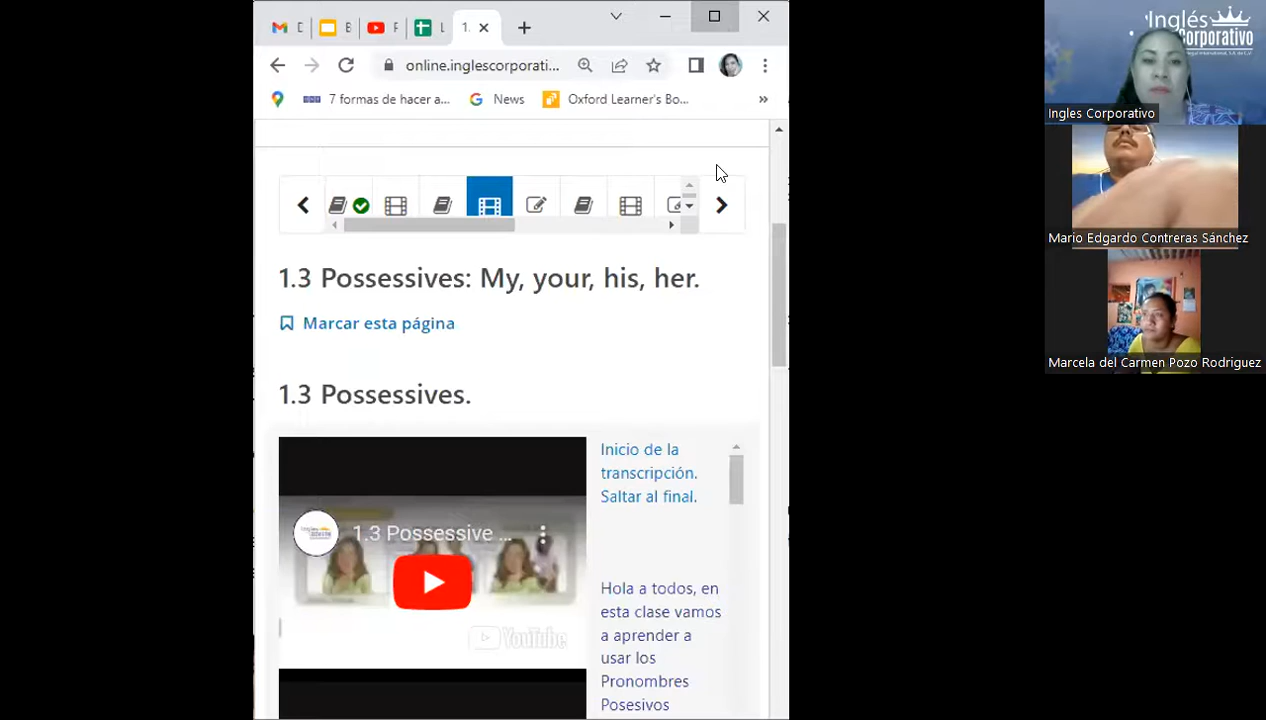 1.
online.inglescorporati...
7 formas de hacer a...
News
Oxford Learner's Bo...
»
1.3 Possessives: My, your, his, her.
Marcar esta página
1.3 Possessives.
1.3 Possessive ...
YouTube
Inicio de la
transcripción.
Saltar al final.
Hola a todos, en
esta clase vamos
a aprender a
usar los
Pronombres
Posesivos
Inglés
Corporativo
Ingles Corporativo
Mario Edgardo Contreras Sánchez
Marcela del Carmen Pozo Rodriguez